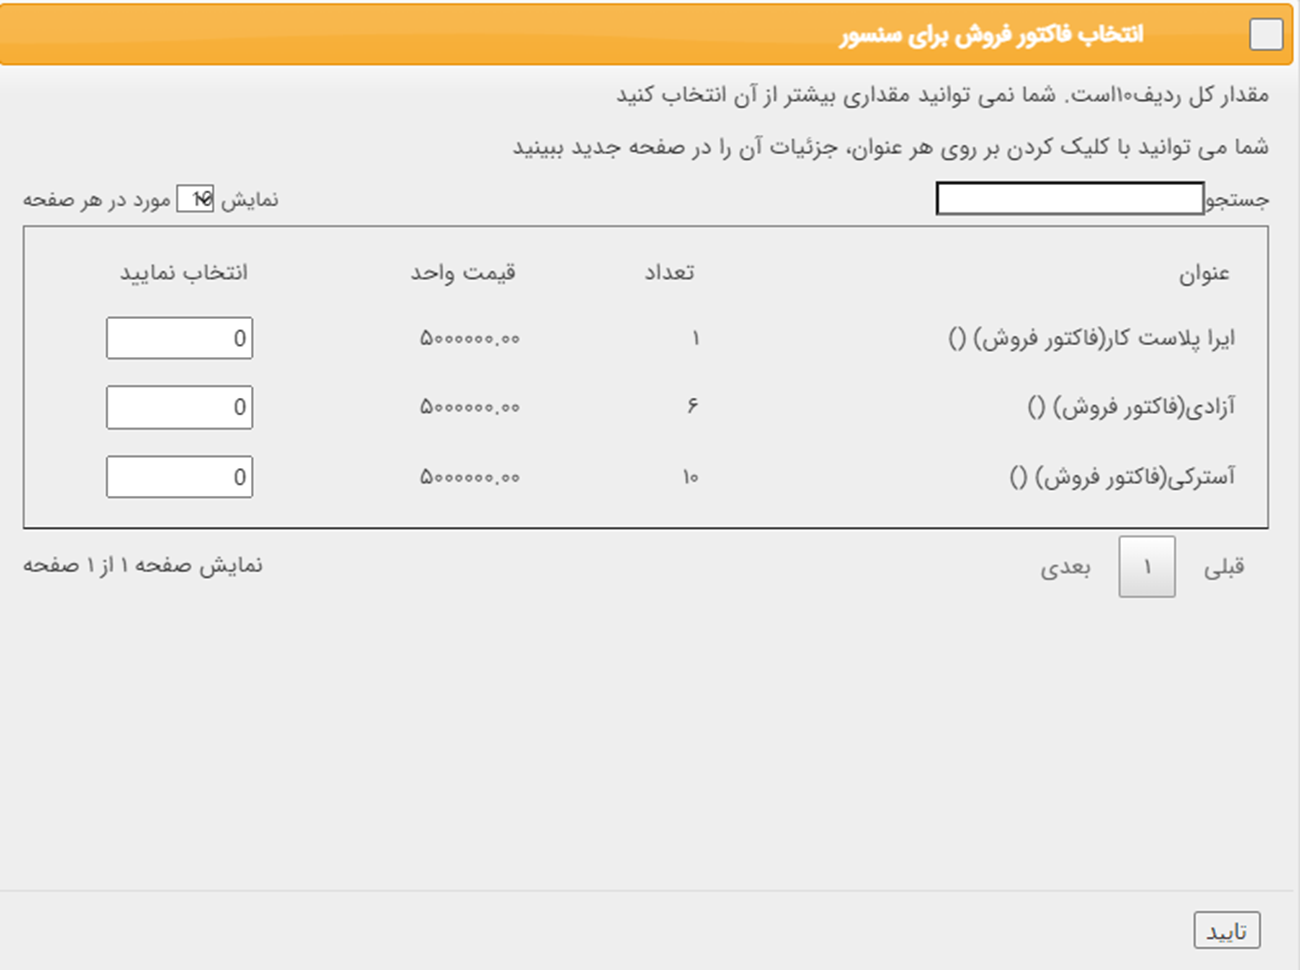 انتخاب فاکتور فروش برای سنسور
مقدار کل ردیف۱۰است. شما نمی توانید مقداری بیشتر از آن انتخاب کنید
شما می توانید با کلیک کردن بر روی هر عنوان، جزئیات آن را در صفحه جدید ببینید
جستجو نمایش 10 مورد در هر صفحه
عنوان تعداد قیمت واحد انتخاب نمایید
ایرا پلاست کار(فاکتور فروش) () ۱ ۵۰۰۰۰۰۰.۰۰ 0
آزادی(فاکتور فروش) () ۶ ۵۰۰۰۰۰۰.۰۰ 0
آسترکی(فاکتور فروش) () ۱۰ ۵۰۰۰۰۰۰.۰۰ 0
قبلی ۱ بعدی نمایش صفحه ۱ از ۱ صفحه
تایید